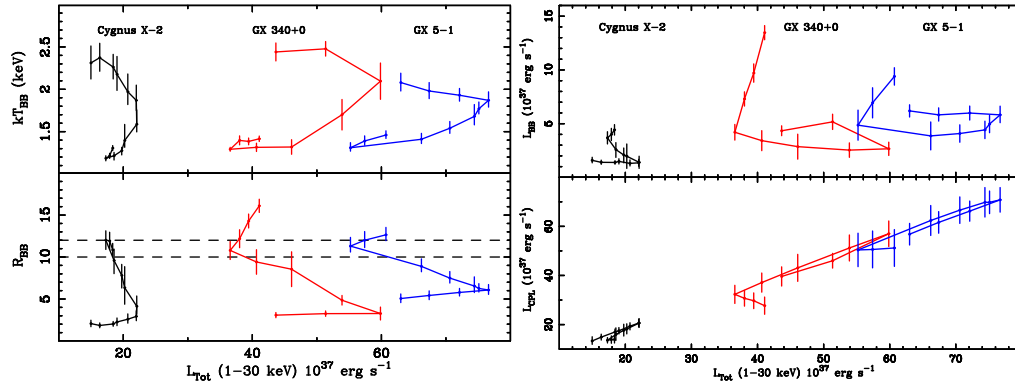 Cygnus X-2 GX 340+0 GX 5-1
kT_BB (keV)
2.5
2
1.5
1
R_BB
15
10
5
20 40 60
L_Tot (1-30 keV) 10^37 erg s^-1
Cygnus X-2 GX 340+0 GX 5-1
L_BB (10^37 erg s^-1)
15
10
5
L_CPL (10^37 erg s^-1)
60
40
20
20 30 40 50 60 70
L_Tot (1-30 keV) 10^37 erg s^-1